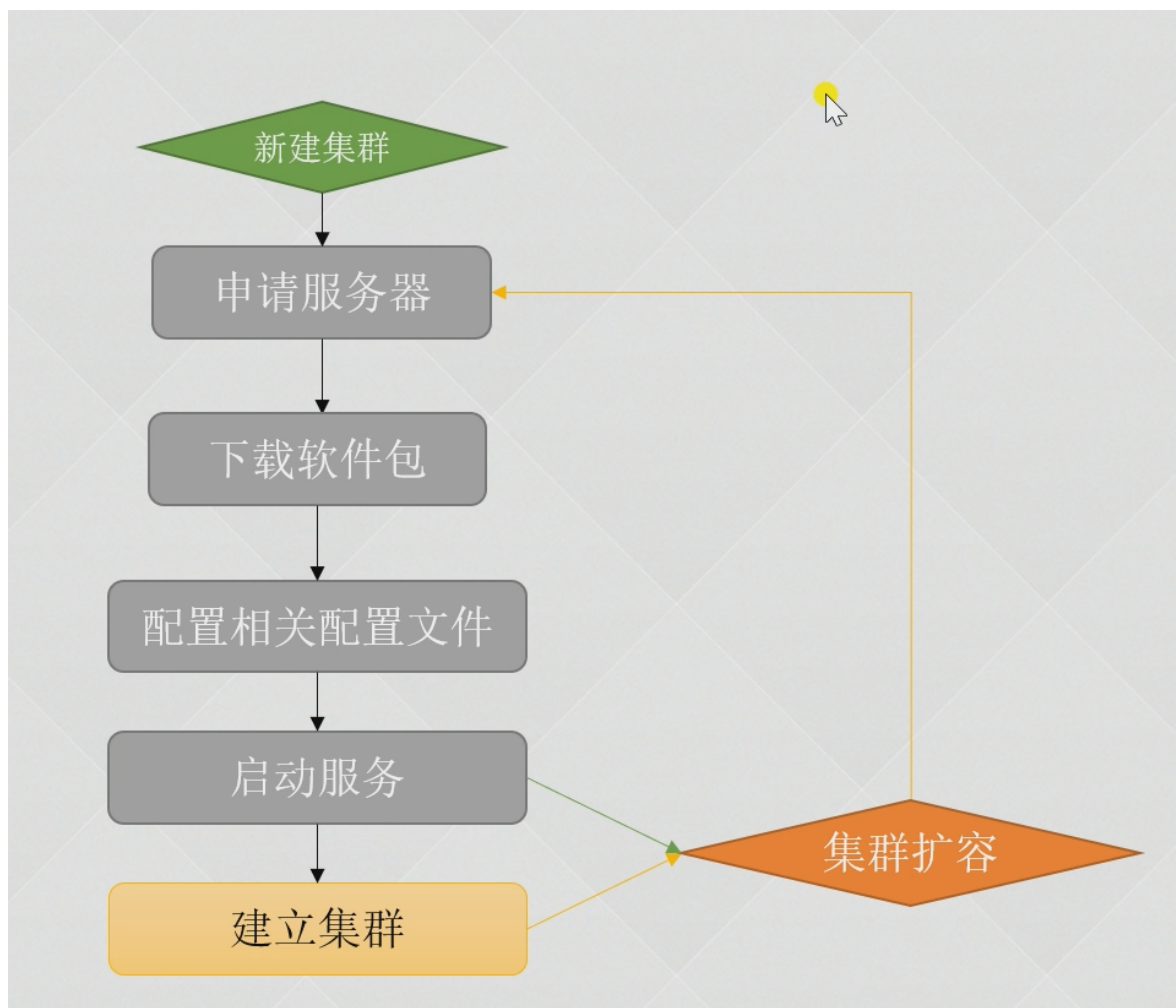 新建集群
申请服务器
下载软件包
配置相关配置文件
启动服务
集群扩容
建立集群